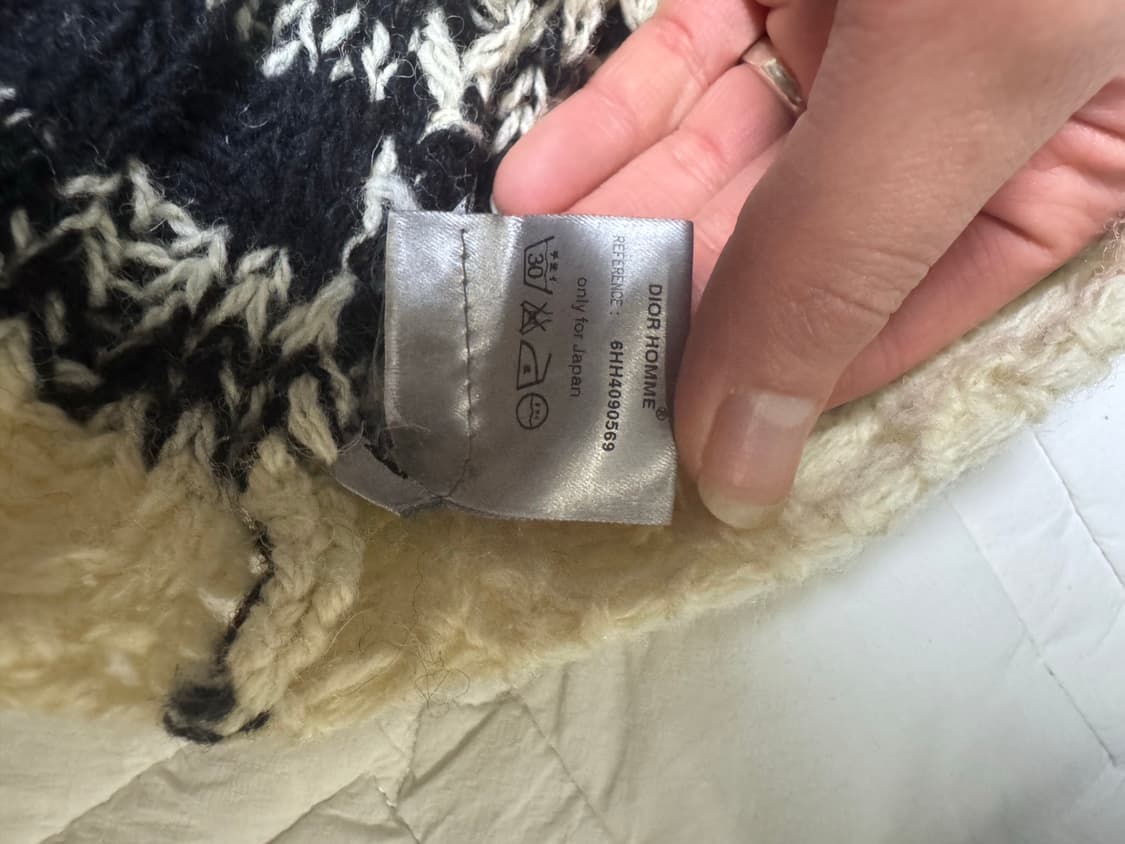 DIOR HOMME®
REFERENCE : 6HH4090569
only for Japan
30